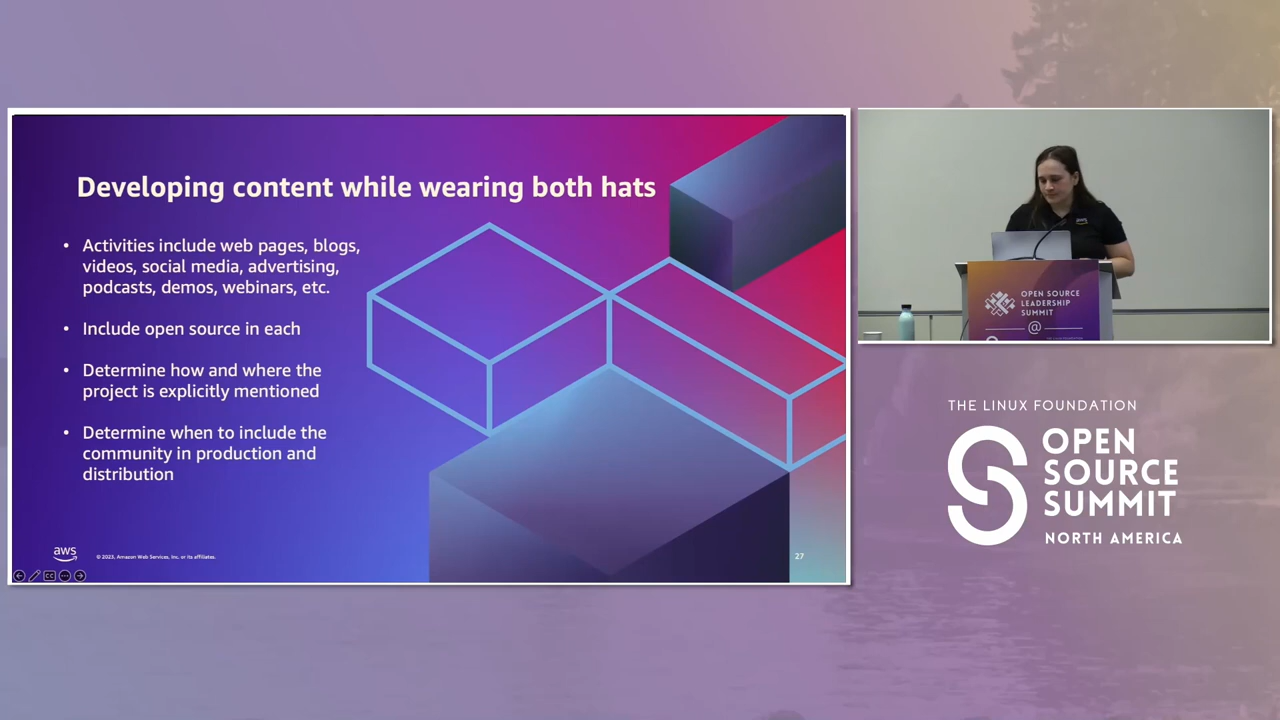 Developing content while wearing both hats
• Activities include web pages, blogs,
videos, social media, advertising,
podcasts, demos, webinars, etc.
• Include open source in each
• Determine how and where the
project is explicitly mentioned
• Determine when to include the
community in production and
distribution
aws
© 2023, Amazon Web Services, Inc. or its affiliates.
27
CC
aws
OPEN SOURCE
LEADERSHIP
SUMMIT
@
THE LINUX FOUNDATION
OPEN
SOURCE
SUMMIT
NORTH AMERICA